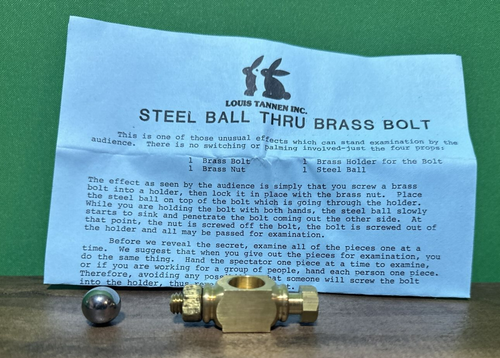 LOUIS TANNEN INC.
STEEL BALL THRU BRASS BOLT
This is one of those unusual effects which can stand examination by the
audience. There is no switching or palming involved-just the four props:
1 Brass Bolt 1 Brass Holder for the Bolt
1 Brass Nut 1 Steel Ball
The effect as seen by the audience is simply that you screw a brass
bolt into a holder, then lock it in place with the brass nut. Place
the steel ball on top of the bolt which is going through the holder.
While you are holding the bolt with both hands, the steel ball slowly
starts to sink and penetrate the bolt coming out the other side. At
that point, the nut is screwed off the bolt, the bolt is screwed out of
the holder and all may be passed for examination.
Before we reveal the secret, examine all of the pieces one at a
time. We suggest that when you give out the pieces for examination, you
do the same thing. Hand the spectator one piece at a time to examine,
or if you are working for a group of people, hand each person one piece.
Therefore, avoiding any that someone will screw the bolt
into the holder, thus